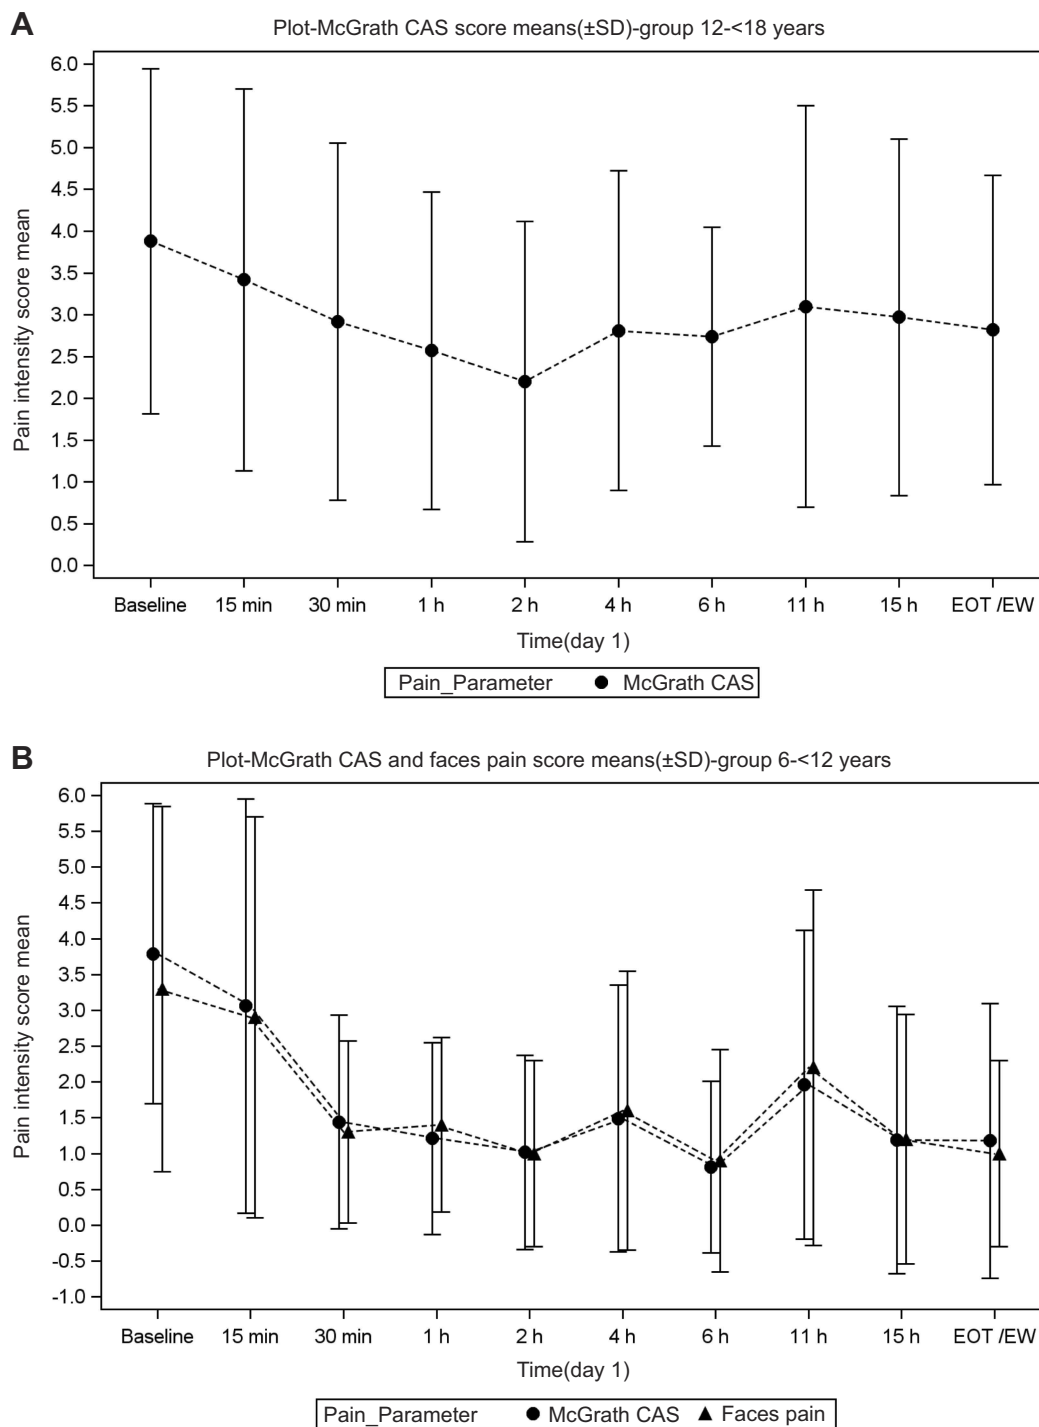 A
Plot-McGrath CAS score means(±SD)-group 12-<18 years
Pain intensity score mean
6.0
5.5
5.0
4.5
4.0
3.5
3.0
2.5
2.0
1.5
1.0
0.5
0.0
Baseline 15 min 30 min 1 h 2 h 4 h 6 h 11 h 15 h EOT /EW
Time(day 1)
Pain_Parameter McGrath CAS
B
Plot-McGrath CAS and faces pain score means(±SD)-group 6-<12 years
Pain intensity score mean
6.0
5.5
5.0
4.5
4.0
3.5
3.0
2.5
2.0
1.5
1.0
0.5
0.0
-0.5
-1.0
Baseline 15 min 30 min 1 h 2 h 4 h 6 h 11 h 15 h EOT /EW
Time(day 1)
Pain_Parameter McGrath CAS Faces pain